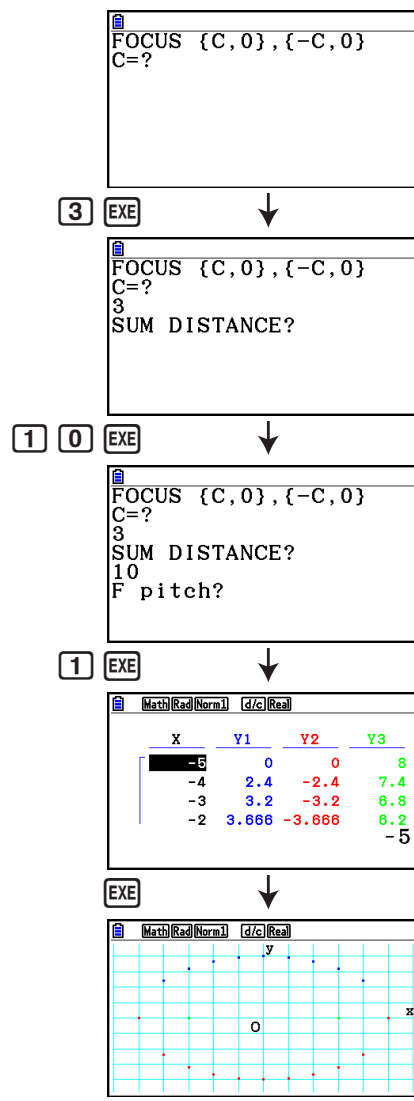 FOCUS {C,0},{-C,0}
C=?
3 EXE
FOCUS {C,0},{-C,0}
C=?
3
SUM DISTANCE?
1 0 EXE
FOCUS {C,0},{-C,0}
C=?
3
SUM DISTANCE?
10
F pitch?
1 EXE
Math Rad Norm1 d/c Real
X Y1 Y2 Y3
-5 0 0 8
-4 2.4 -2.4 7.4
-3 3.2 -3.2 6.8
-2 3.666 -3.666 6.2
-5
EXE
Math Rad Norm1 d/c Real
y
x
O